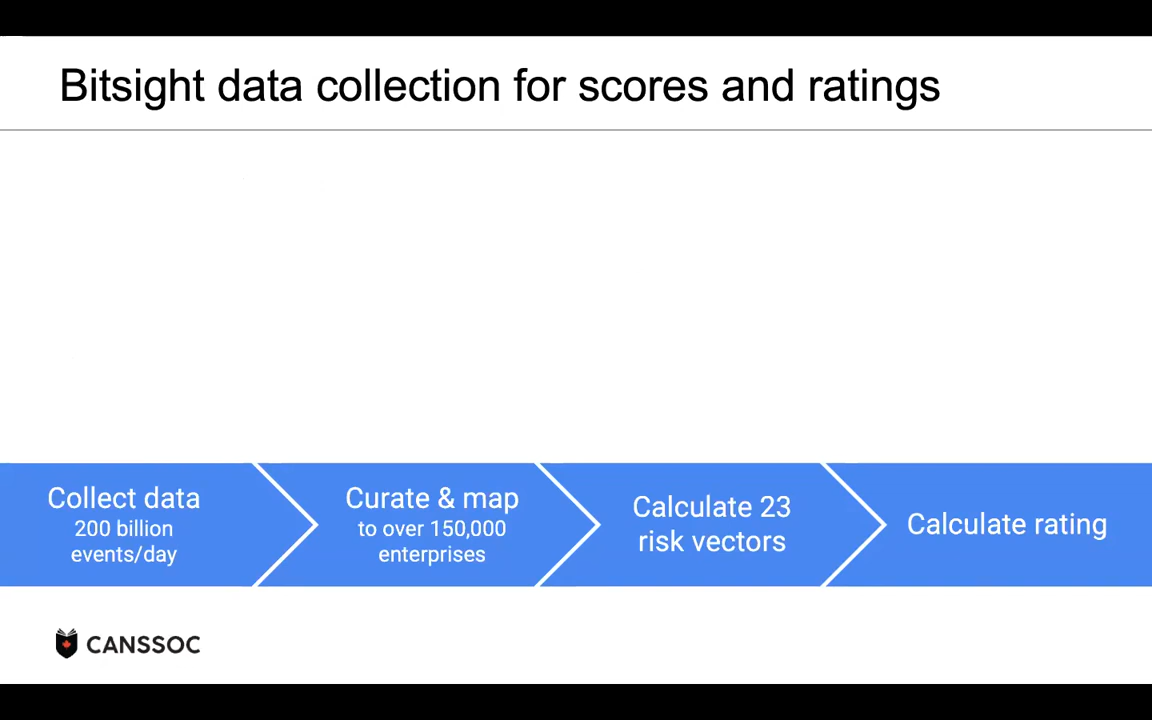 Bitsight data collection for scores and ratings
Collect data
200 billion
events/day
Curate & map
to over 150,000
enterprises
Calculate 23
risk vectors
Calculate rating
CANSSOC